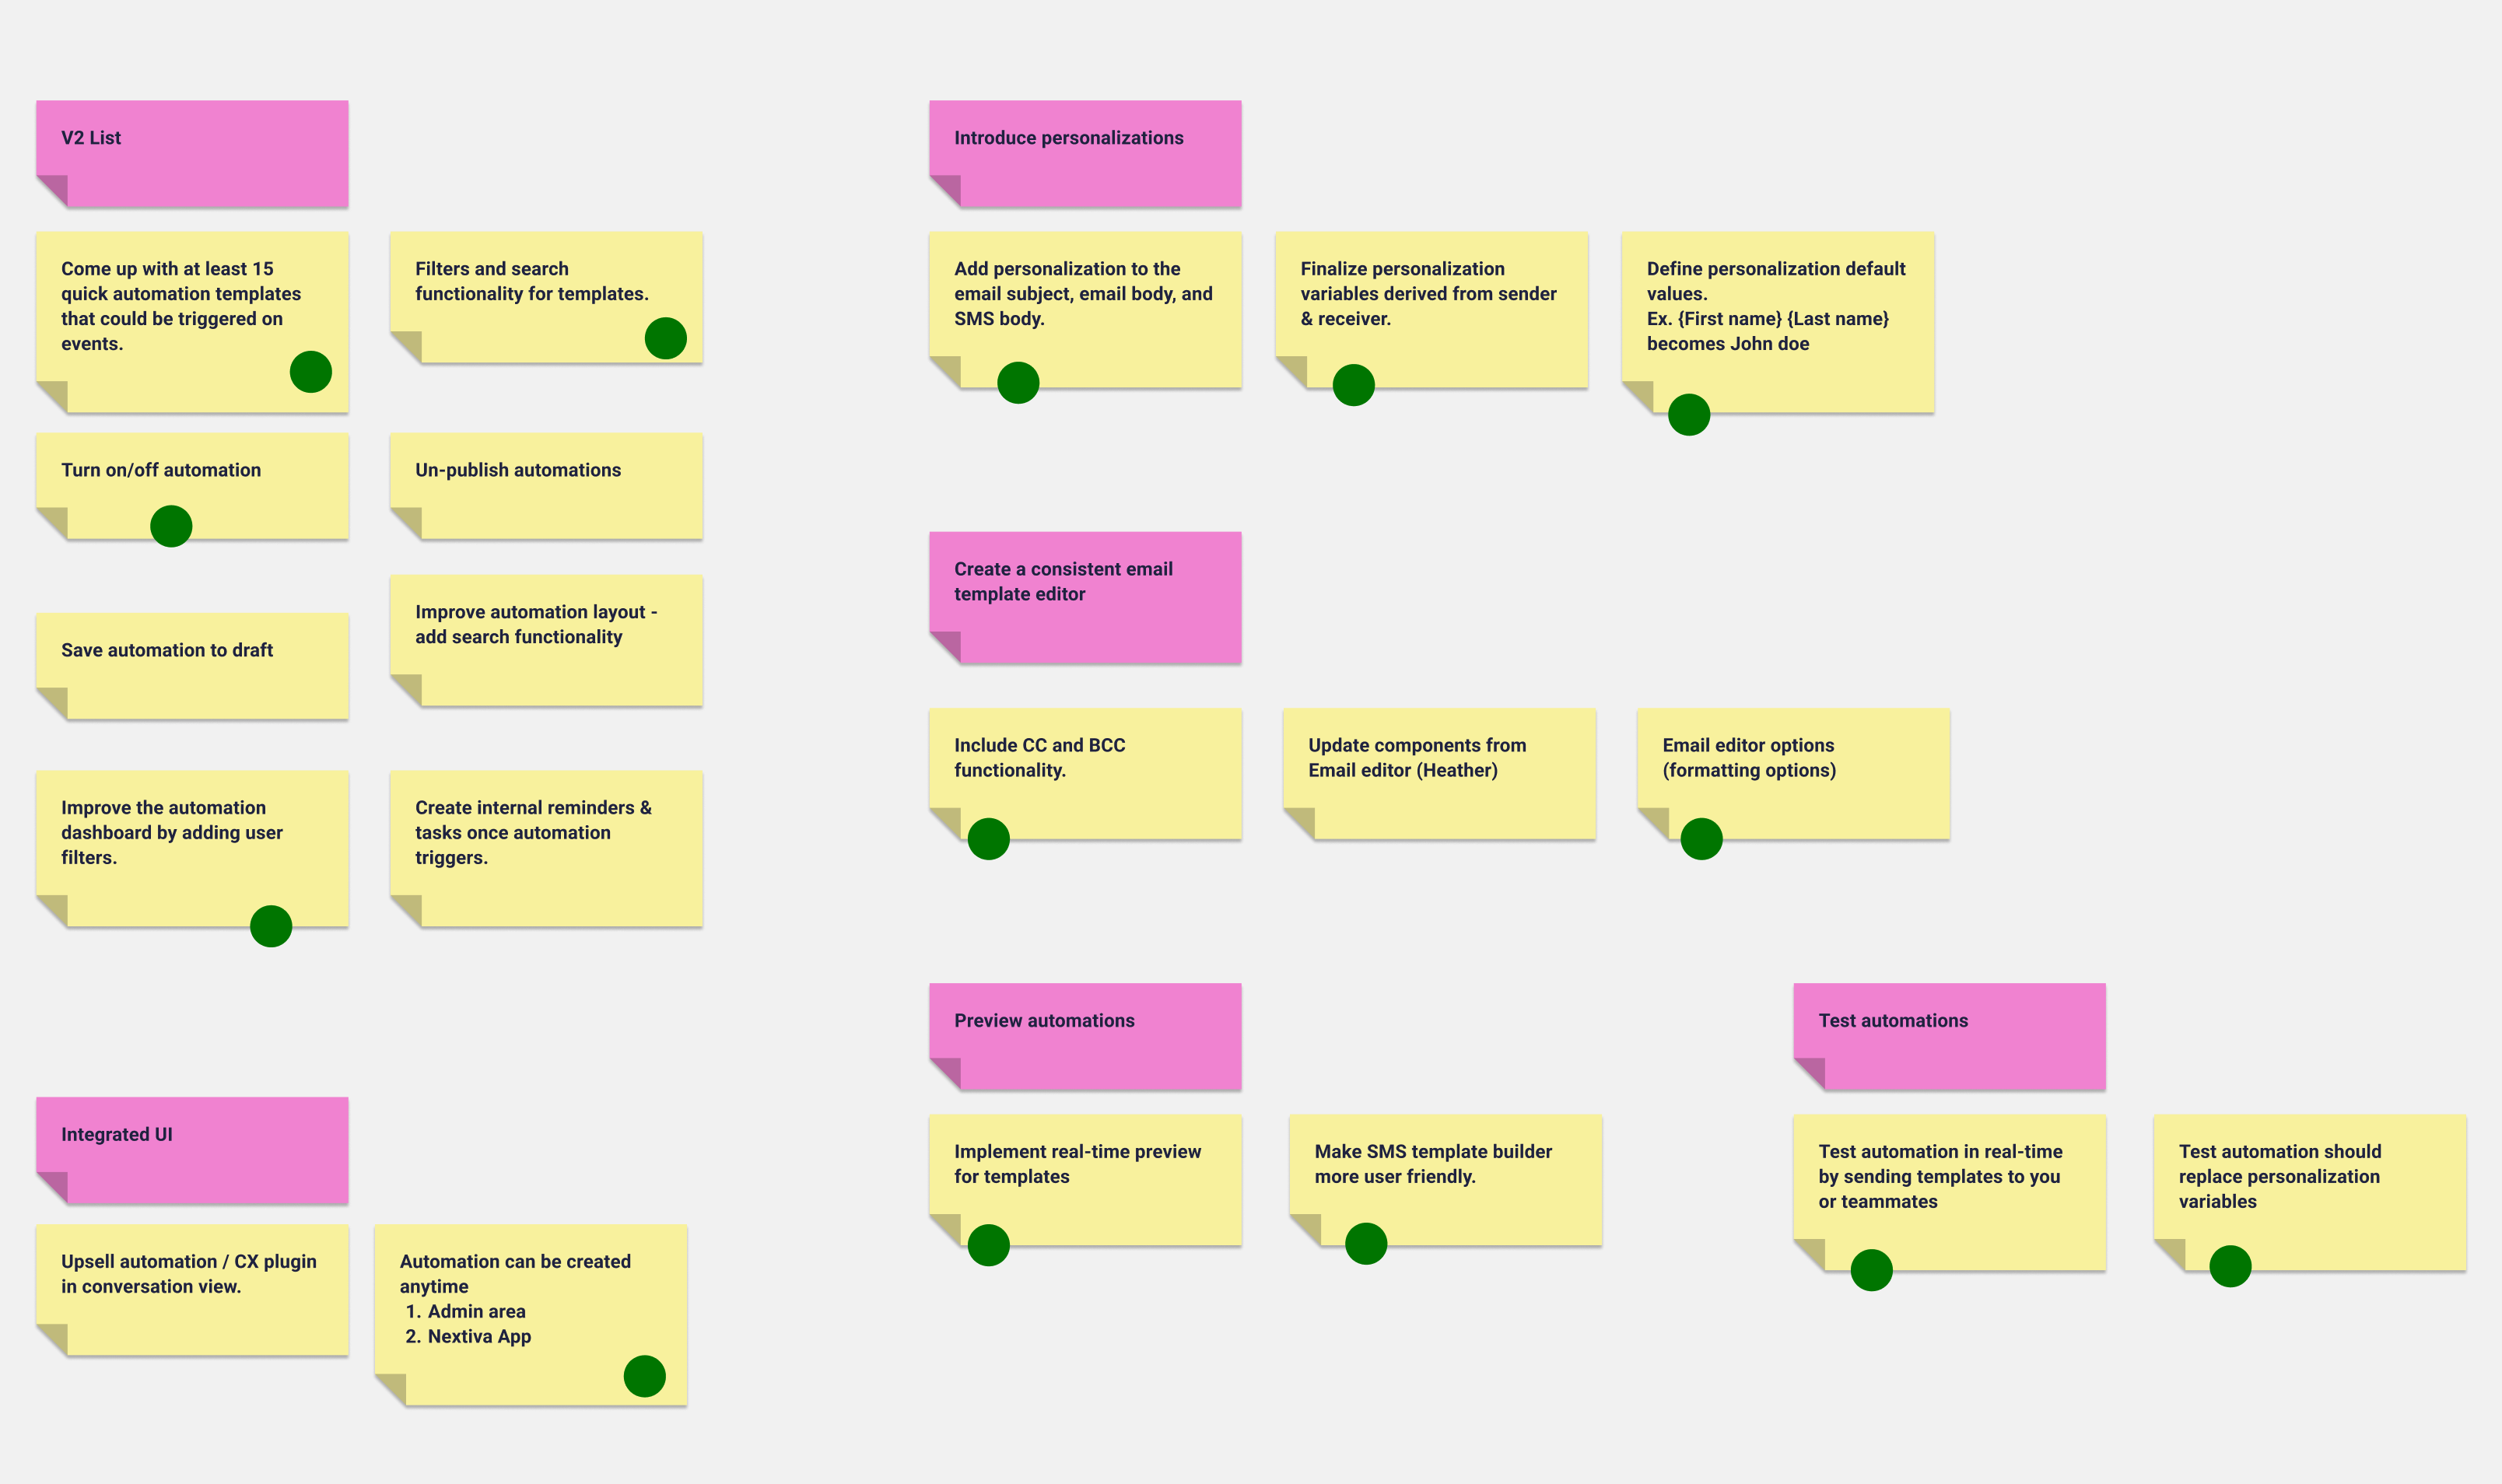 V2 List
Come up with at least 15
quick automation templates
that could be triggered on
events.
Filters and search
functionality for templates.
Turn on/off automation
Un-publish automations
Save automation to draft
Improve automation layout -
add search functionality
Improve the automation
dashboard by adding user
filters.
Create internal reminders &
tasks once automation
triggers.
Integrated UI
Upsell automation / CX plugin
in conversation view.
Automation can be created
anytime
1. Admin area
2. Nextiva App
Introduce personalizations
Add personalization to the
email subject, email body, and
SMS body.
Finalize personalization
variables derived from sender
& receiver.
Define personalization default
values.
Ex. {First name} {Last name}
becomes John doe
Create a consistent email
template editor
Include CC and BCC
functionality.
Update components from
Email editor (Heather)
Email editor options
(formatting options)
Preview automations
Implement real-time preview
for templates
Make SMS template builder
more user friendly.
Test automations
Test automation in real-time
by sending templates to you
or teammates
Test automation should
replace personalization
variables